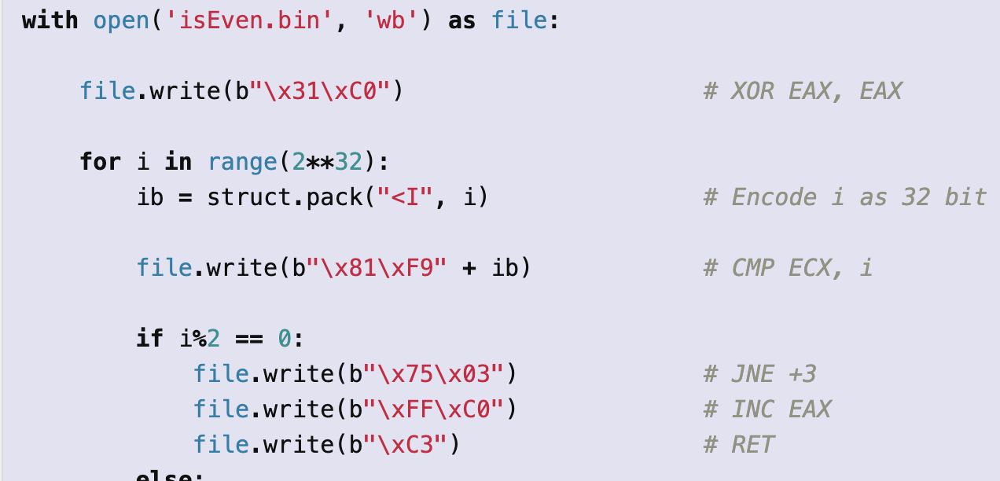 with open('isEven.bin', 'wb') as file:
file.write(b"\x31\xC0") # XOR EAX, EAX
for i in range(2**32):
ib = struct.pack("<I", i) # Encode i as 32 bit
file.write(b"\x81\xF9" + ib) # CMP ECX, i
if i%2 == 0:
file.write(b"\x75\x03") # JNE +3
file.write(b"\xFF\xC0") # INC EAX
file.write(b"\xC3") # RET
else: